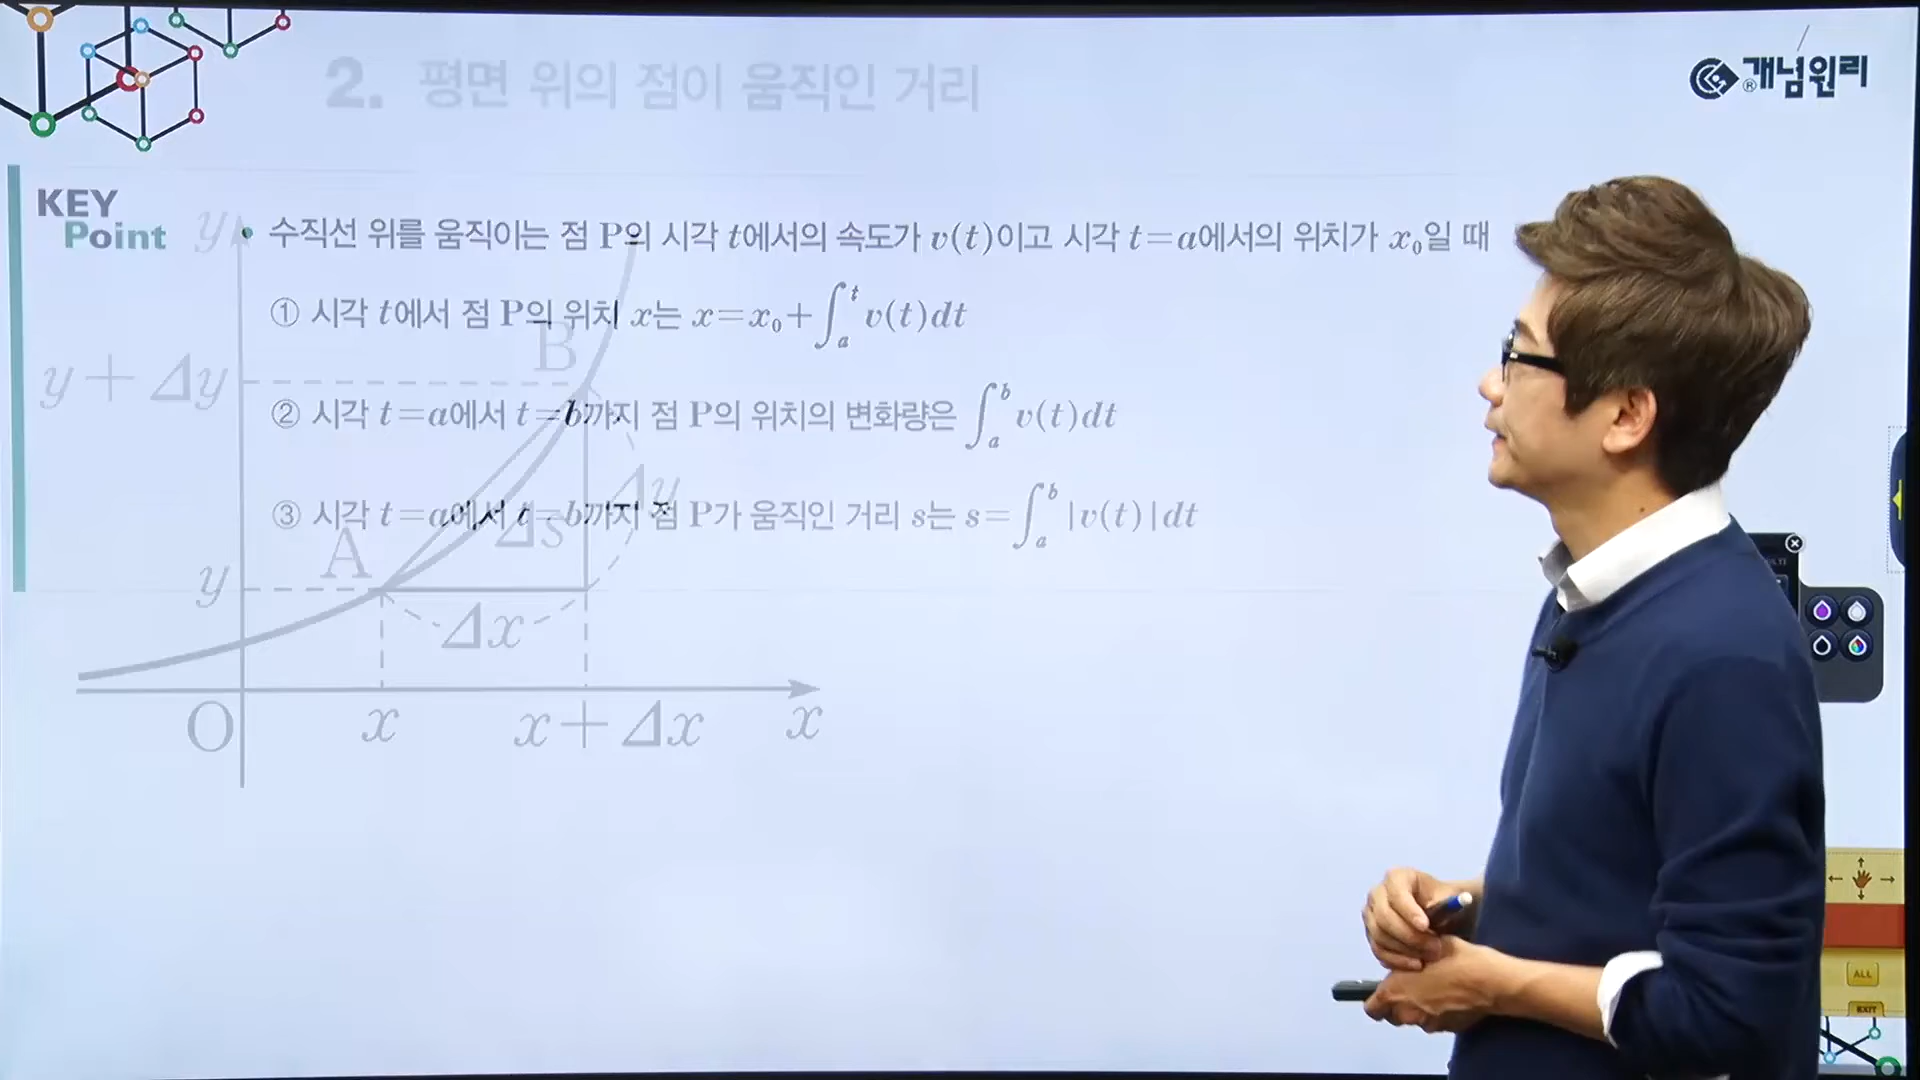 2. 평면 위의 점이 움직인 거리
®개념원리
KEY
Point
• 수직선 위를 움직이는 점 P의 시각 t에서의 속도가 v(t)이고 시각 t=a에서의 위치가 x₀일 때
① 시각 t에서 점 P의 위치 x는 x=x₀+∫ₐᵗ v(t)dt
② 시각 t=a에서 t=b까지 점 P의 위치의 변화량은 ∫ₐᵇ v(t)dt
③ 시각 t=a에서 t=b까지 점 P가 움직인 거리 s는 s=∫ₐᵇ |v(t)|dt
y
B
y+Δy
Δy
Δs
A
y
Δx
O
x
x+Δx
x
ALL
EXIT